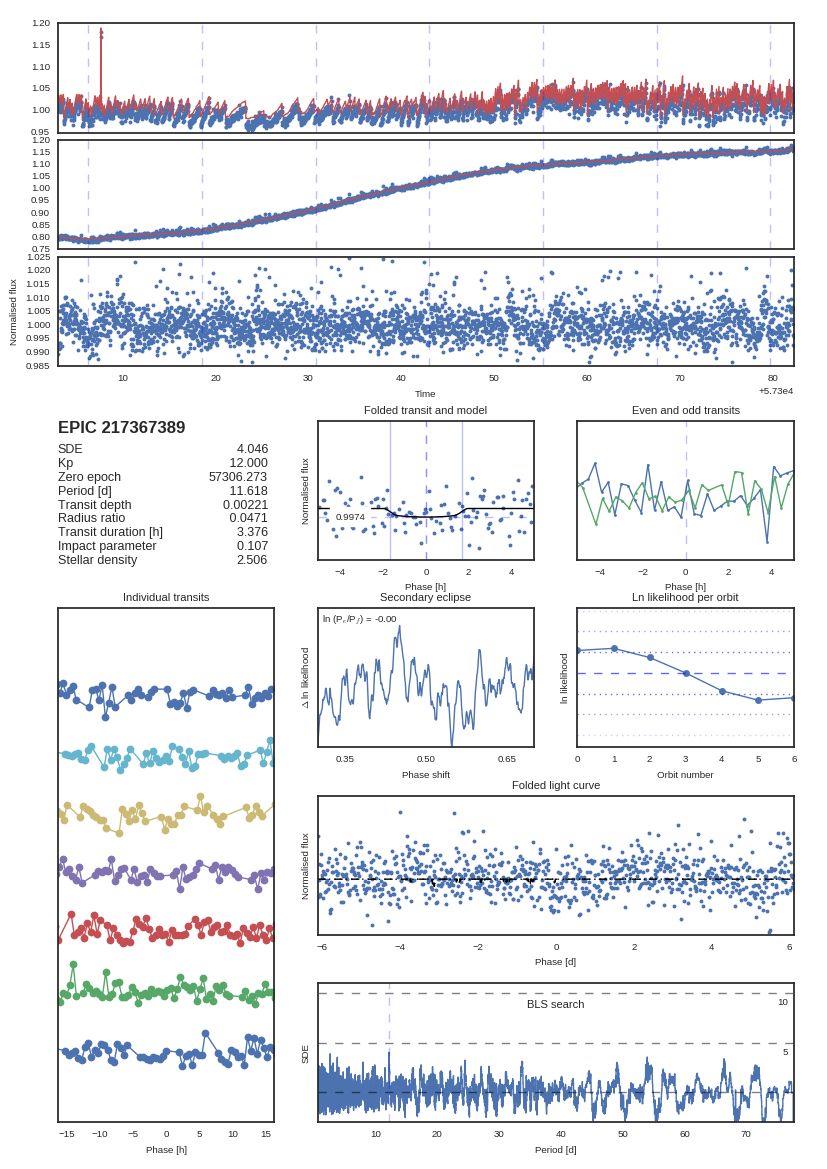 1.20
1.15
1.10
1.05
1.00
0.95
1.20
1.15
1.10
1.05
1.00
0.95
0.90
0.85
0.80
0.75
1.025
1.020
1.015
1.010
1.005
1.000
0.995
0.990
0.985
Normalised flux
10 20 30 40 50 60 70 80
Time
+5.73e4
EPIC 217367389
SDE 4.046
Kp 12.000
Zero epoch 57306.273
Period [d] 11.618
Transit depth 0.00221
Radius ratio 0.0471
Transit duration [h] 3.376
Impact parameter 0.107
Stellar density 2.506
Folded transit and model
Normalised flux
0.9974
−4 −2 0 2 4
Phase [h]
Even and odd transits
−4 −2 0 2 4
Phase [h]
Individual transits
−15 −10 −5 0 5 10 15
Phase [h]
Secondary eclipse
ln (Pₑ/P𝑓) = -0.00
Δ ln likelihood
0.35 0.50 0.65
Phase shift
Ln likelihood per orbit
ln likelihood
0 1 2 3 4 5 6
Orbit number
Folded light curve
Normalised flux
−6 −4 −2 0 2 4 6
Phase [d]
BLS search
10
5
SDE
10 20 30 40 50 60 70
Period [d]